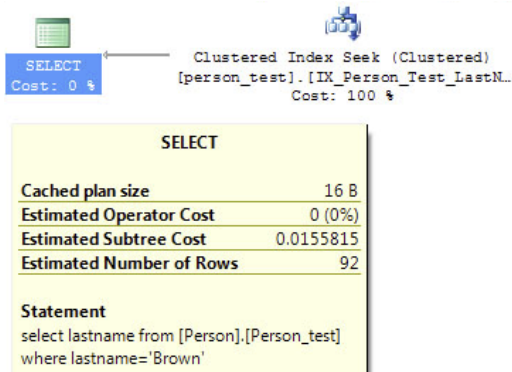 SELECT
Cost: 0 %
Clustered Index Seek (Clustered)
[person_test].[IX_Person_Test_LastN…
Cost: 100 %
SELECT
Cached plan size 16 B
Estimated Operator Cost 0 (0%)
Estimated Subtree Cost 0.0155815
Estimated Number of Rows 92
Statement
select lastname from [Person].[Person_test]
where lastname='Brown'